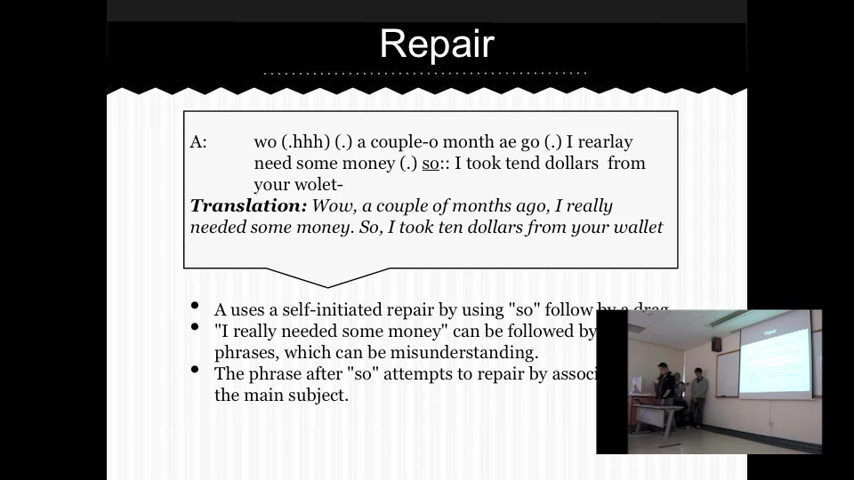 Repair
A: wo (.hhh) (.) a couple-o month ae go (.) I rearlay
need some money (.) so:: I took tend dollars from
your wolet-
Translation: Wow, a couple of months ago, I really
needed some money. So, I took ten dollars from your wallet
• A uses a self-initiated repair by using "so" follow by a drag
• "I really needed some money" can be followed by
phrases, which can be misunderstanding.
• The phrase after "so" attempts to repair by
the main subject.